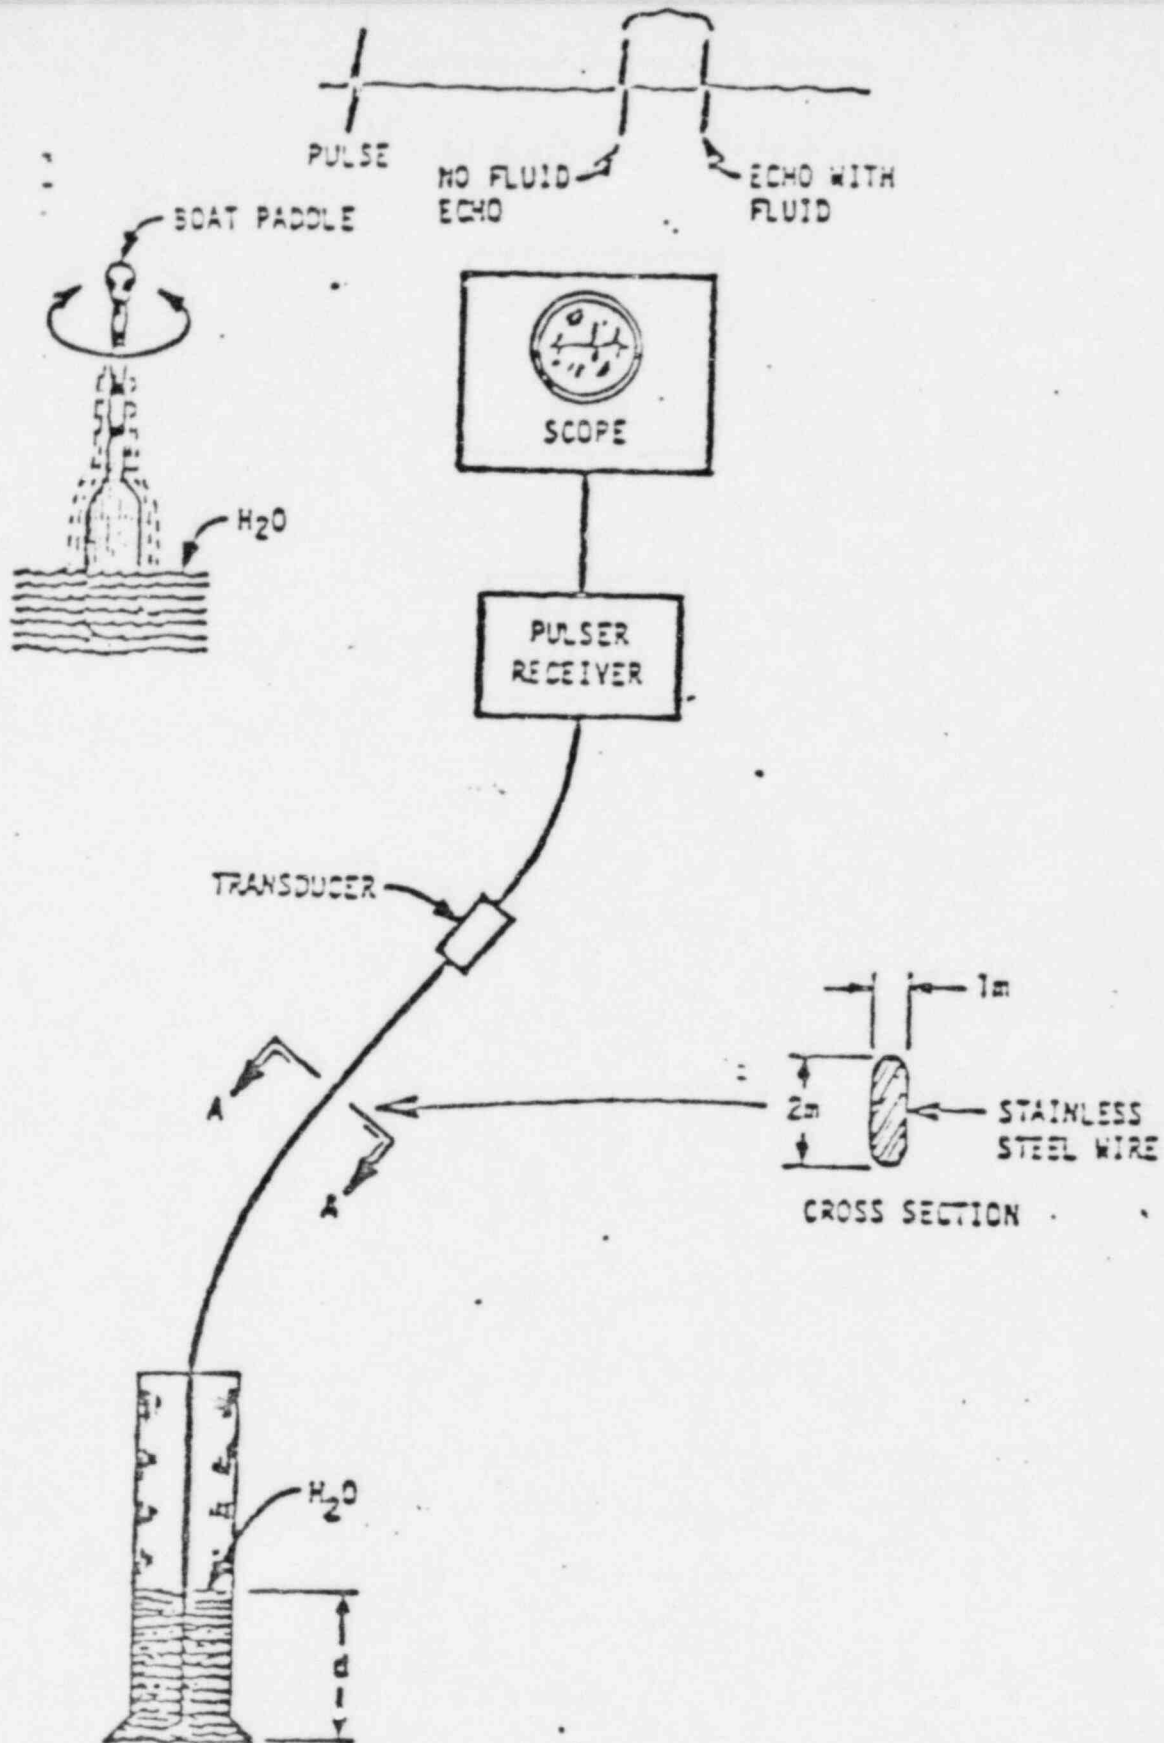 PULSE
NO FLUID
ECHO
ECHO WITH
FLUID
BOAT PADDLE
H₂O
SCOPE
PULSER
RECEIVER
TRANSDUCER
1m
A
2m
STAINLESS
STEEL WIRE
CROSS SECTION
H₂O